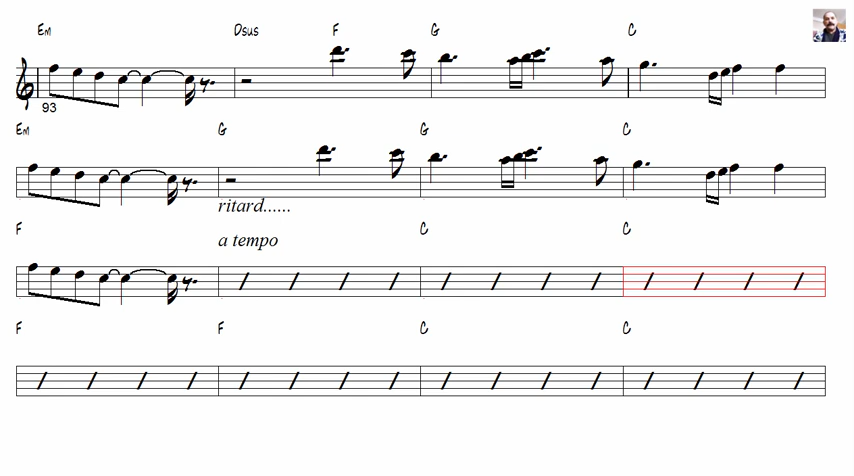 Em Dsus F G C
93
Em G G C
ritard......
F a tempo C C
F F C C